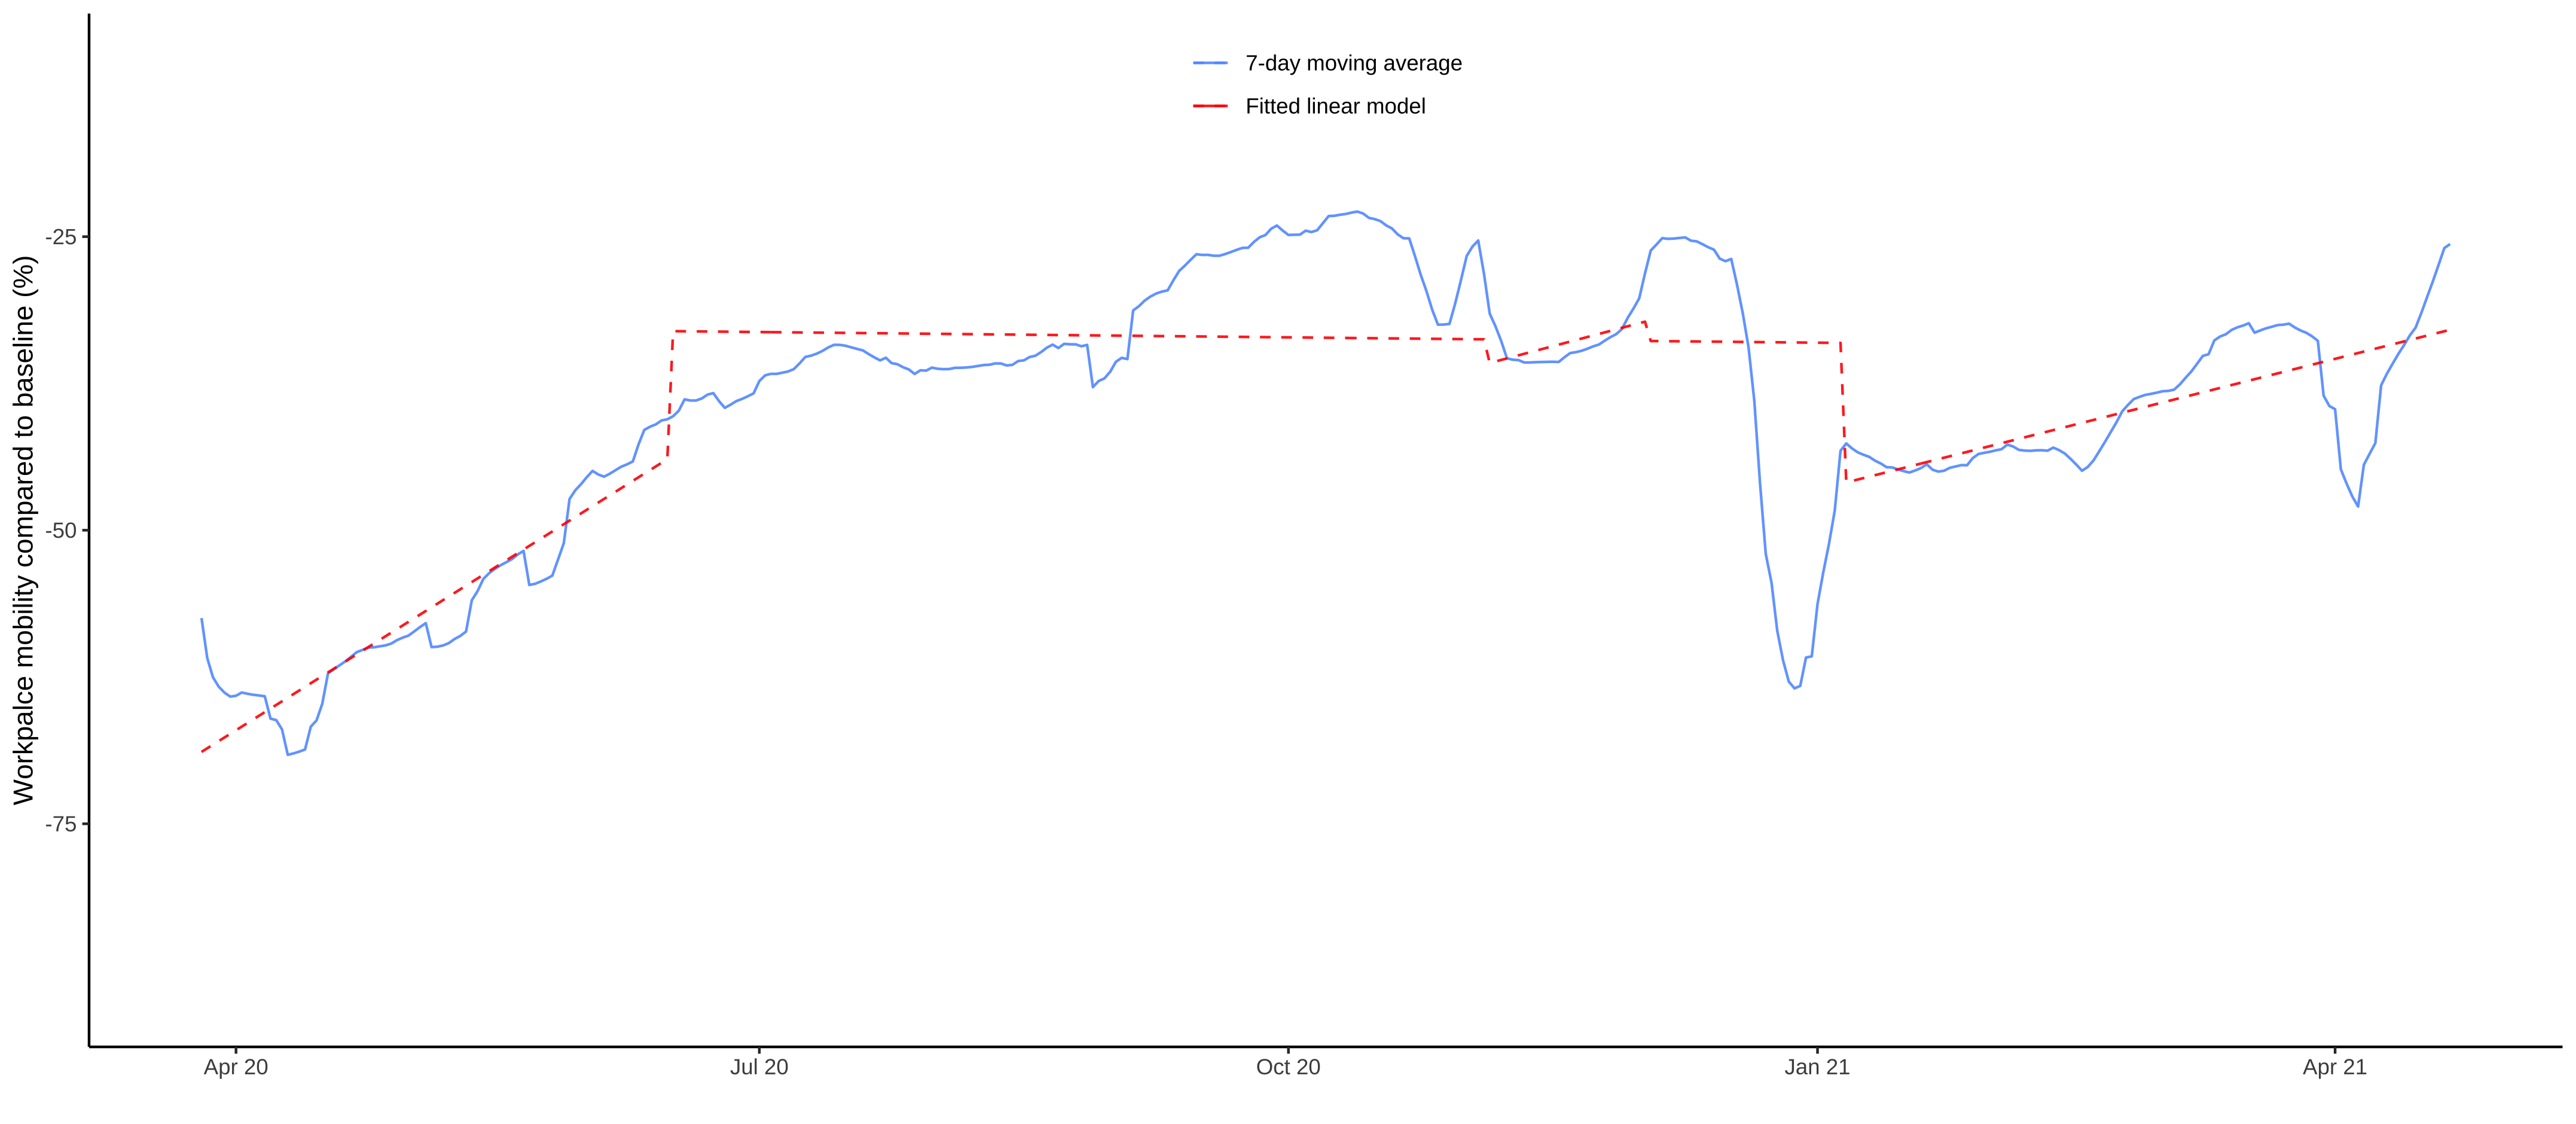 7-day moving average
Fitted linear model
Workpalce mobility compared to baseline (%)
-25
-50
-75
Apr 20
Jul 20
Oct 20
Jan 21
Apr 21